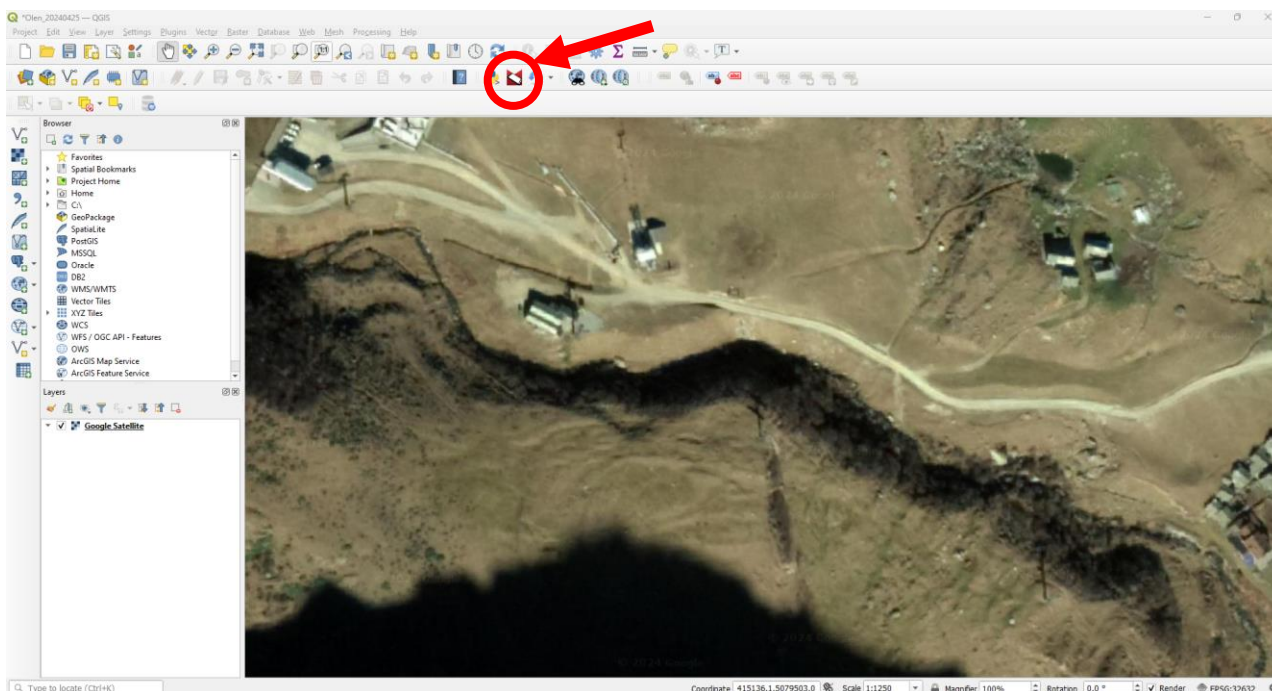 *Olen_20240425 — QGIS
Project Edit View Layer Settings Plugins Vector Raster Database Web Mesh Processing Help
Browser
Favorites
Spatial Bookmarks
Project Home
Home
C:\
GeoPackage
SpatiaLite
PostGIS
MSSQL
Oracle
DB2
WMS/WMTS
Vector Tiles
XYZ Tiles
WCS
WFS / OGC API - Features
OWS
ArcGIS Map Service
ArcGIS Feature Service
Layers
Google Satellite
© 2024 Google
Type to locate (Ctrl+K)
Coordinate 415136.1,5079503.0 Scale 1:1250 Magnifier 100% Rotation 0.0 ° Render EPSG:32632